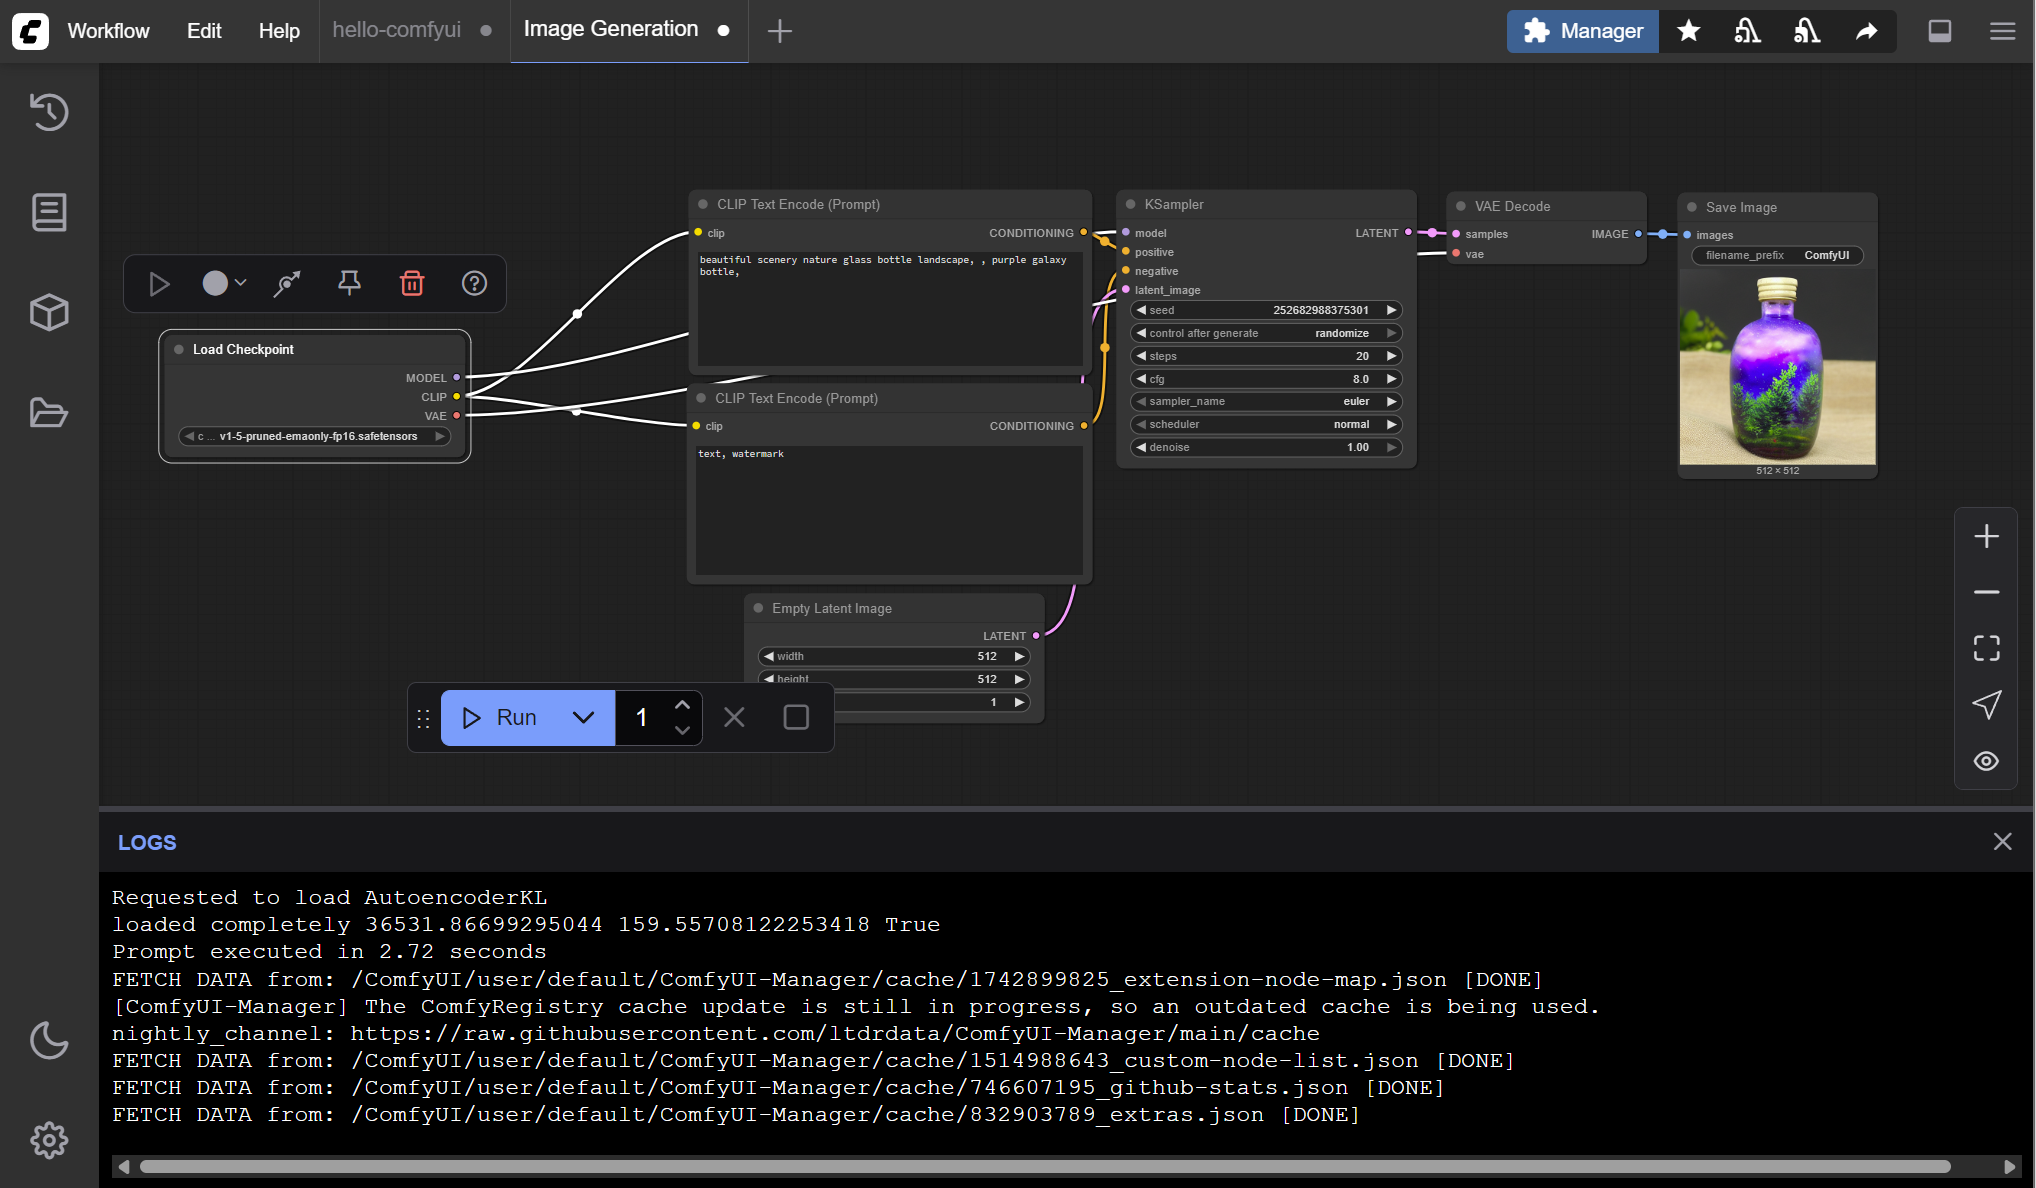 Workflow Edit Help hello-comfyui Image Generation Manager
CLIP Text Encode (Prompt)
clip CONDITIONING
beautiful scenery nature glass bottle landscape, , purple galaxy
bottle,
KSampler
model LATENT
positive
negative
latent_image
seed 252682988375301
control after generate randomize
steps 20
cfg 8.0
sampler_name euler
scheduler normal
denoise 1.00
VAE Decode
samples IMAGE
vae
Save Image
images
filename_prefix ComfyUI
512 × 512
Load Checkpoint
MODEL
CLIP
VAE
c ... v1-5-pruned-emaonly-fp16.safetensors
CLIP Text Encode (Prompt)
clip CONDITIONING
text, watermark
Empty Latent Image
LATENT
width 512
height 512
1
Run 1
LOGS
Requested to load AutoencoderKL
loaded completely 36531.86699295044 159.55708122253418 True
Prompt executed in 2.72 seconds
FETCH DATA from: /ComfyUI/user/default/ComfyUI-Manager/cache/1742899825_extension-node-map.json [DONE]
[ComfyUI-Manager] The ComfyRegistry cache update is still in progress, so an outdated cache is being used.
nightly_channel: https://raw.githubusercontent.com/ltdrdata/ComfyUI-Manager/main/cache
FETCH DATA from: /ComfyUI/user/default/ComfyUI-Manager/cache/1514988643_custom-node-list.json [DONE]
FETCH DATA from: /ComfyUI/user/default/ComfyUI-Manager/cache/746607195_github-stats.json [DONE]
FETCH DATA from: /ComfyUI/user/default/ComfyUI-Manager/cache/832903789_extras.json [DONE]